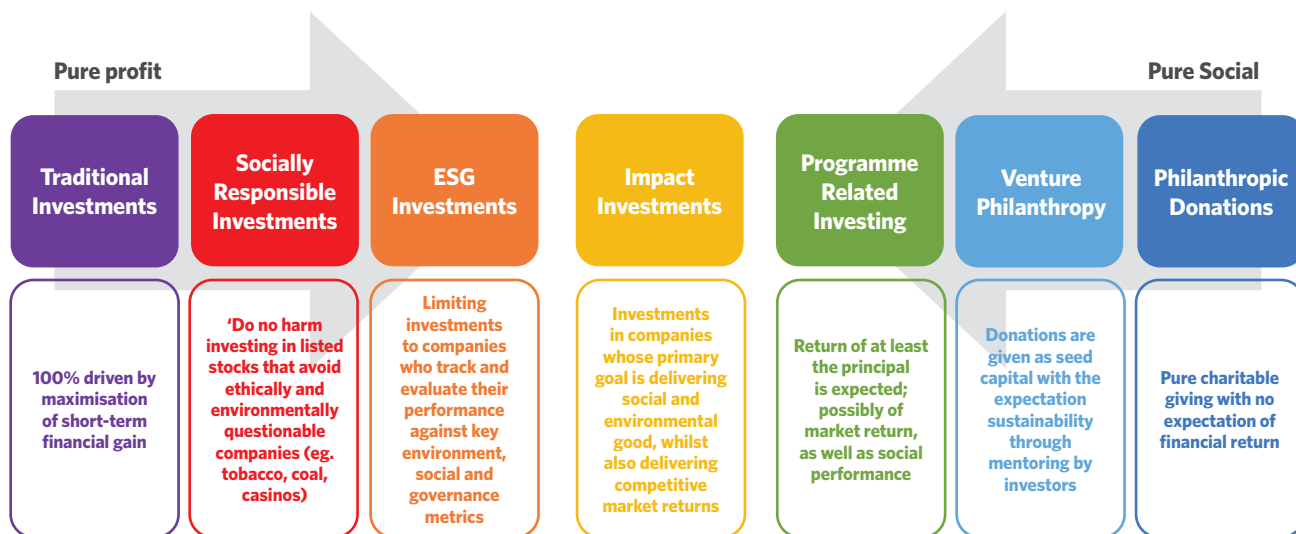 Pure profit
Pure Social
Traditional
Investments
Socially
Responsible
Investments
ESG
Investments
Impact
Investments
Programme
Related
Investing
Venture
Philanthropy
Philanthropic
Donations
100% driven by
maximisation
of short-term
financial gain
‘Do no harm
investing in listed
stocks that avoid
ethically and
environmentally
questionable
companies (eg.
tobacco, coal,
casinos)
Limiting
investments
to companies
who track and
evaluate their
performance
against key
environment,
social and
governance
metrics
Investments
in companies
whose primary
goal is delivering
social and
environmental
good, whilst
also delivering
competitive
market returns
Return of at least
the principal
is expected;
possibly of
market return,
as well as social
performance
Donations are
given as seed
capital with the
expectation
sustainability
through
mentoring by
investors
Pure charitable
giving with no
expectation of
financial return